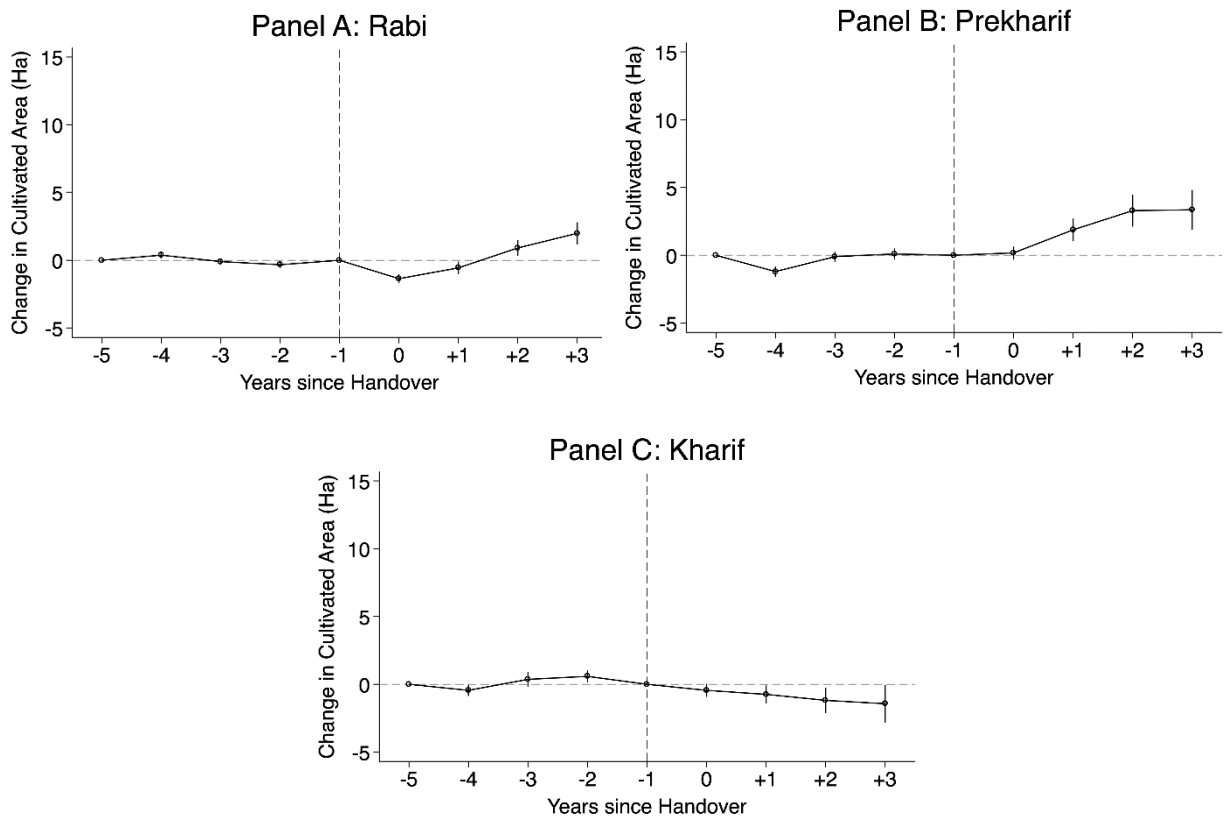 Panel A: Rabi
Change in Cultivated Area (Ha)
15
10
5
0
-5
-5 -4 -3 -2 -1 0 +1 +2 +3
Years since Handover
Panel B: Prekharif
Change in Cultivated Area (Ha)
15
10
5
0
-5
-5 -4 -3 -2 -1 0 +1 +2 +3
Years since Handover
Panel C: Kharif
Change in Cultivated Area (Ha)
15
10
5
0
-5
-5 -4 -3 -2 -1 0 +1 +2 +3
Years since Handover